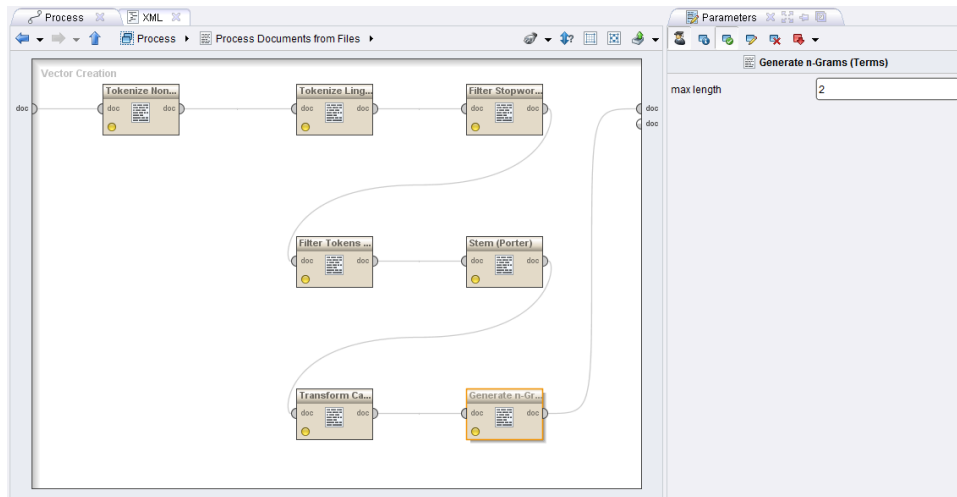 Process
XML
Parameters
Process
Process Documents from Files
Generate n-Grams (Terms)
max length
2
Vector Creation
Tokenize Non...
Tokenize Ling...
Filter Stopwor...
doc
doc
doc
doc
doc
doc
doc
doc
doc
Filter Tokens ...
Stem (Porter)
doc
doc
doc
doc
Transform Ca...
Generate n-Gr...
doc
doc
doc
doc